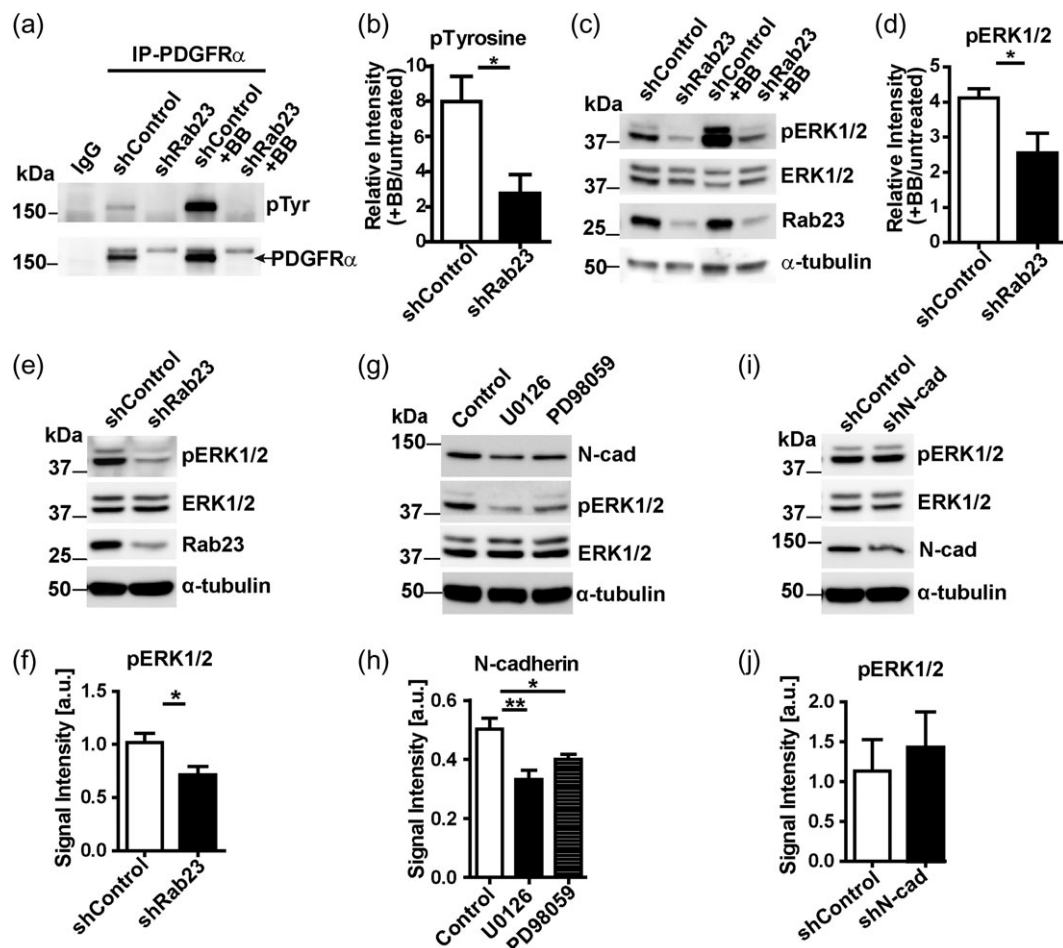 (a)
IP-PDGFRα
IgG
shControl
shRab23
shControl
+BB
shRab23
+BB
kDa
150
pTyr
150
PDGFRα
(b)
pTyrosine
*
Relative Intensity
(+BB/untreated)
10
8
6
4
2
0
shControl
shRab23
(c)
shControl
shRab23
shControl
+BB
shRab23
+BB
kDa
37
pERK1/2
37
ERK1/2
25
Rab23
50
α-tubulin
(d)
pERK1/2
*
Relative Intensity
(+BB/untreated)
5
4
3
2
1
0
shControl
shRab23
(e)
shControl
shRab23
kDa
37
pERK1/2
37
ERK1/2
25
Rab23
50
α-tubulin
(g)
Control
U0126
PD98059
kDa
150
N-cad
37
pERK1/2
37
ERK1/2
50
α-tubulin
(i)
shControl
shN-cad
kDa
37
pERK1/2
37
ERK1/2
150
N-cad
50
α-tubulin
(f)
pERK1/2
*
Signal Intensity [a.u.]
1.5
1.0
0.5
0.0
shControl
shRab23
(h)
N-cadherin
*
**
Signal Intensity [a.u.]
0.6
0.4
0.2
0.0
Control
U0126
PD98059
(j)
pERK1/2
Signal Intensity [a.u.]
2.0
1.5
1.0
0.5
0.0
shControl
shN-cad